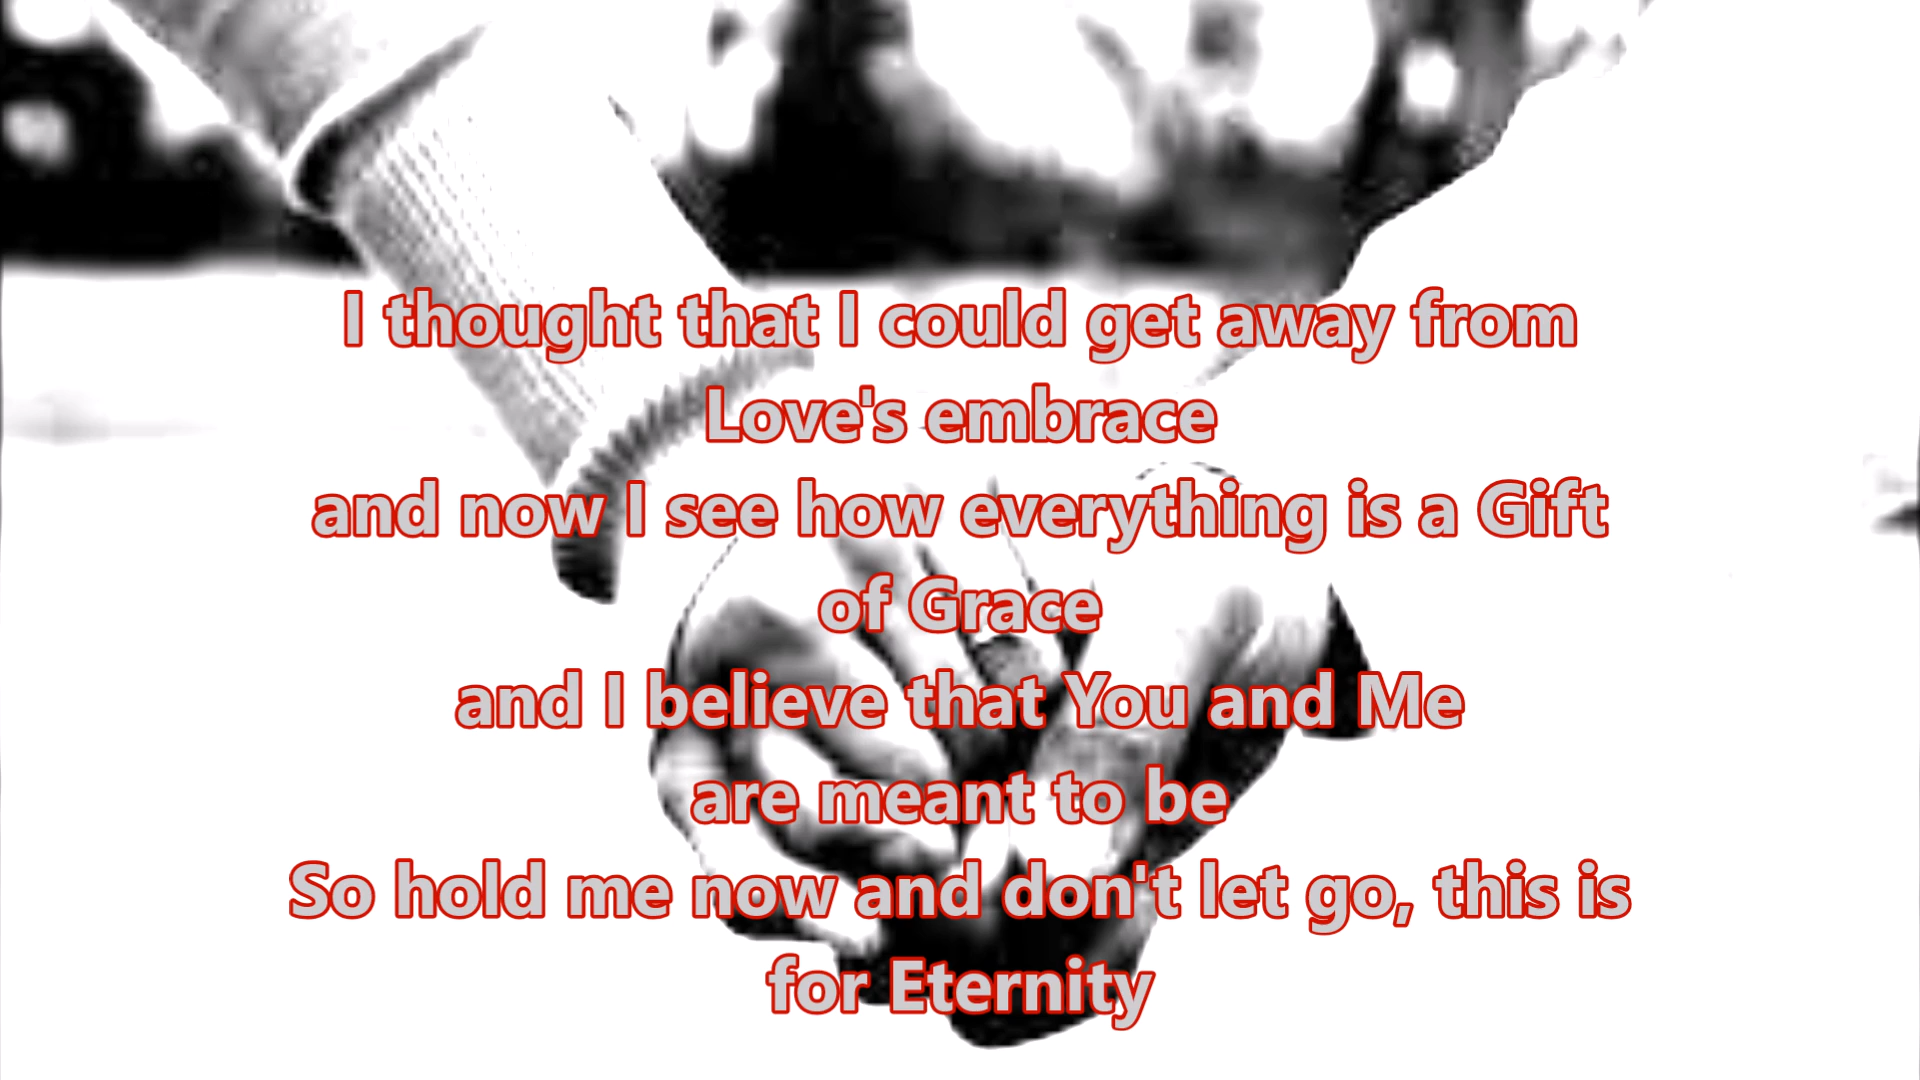 I thought that I could get away from
Love's embrace
and now I see how everything is a Gift
of Grace
and I believe that You and Me
are meant to be
So hold me now and don't let go, this is
for Eternity